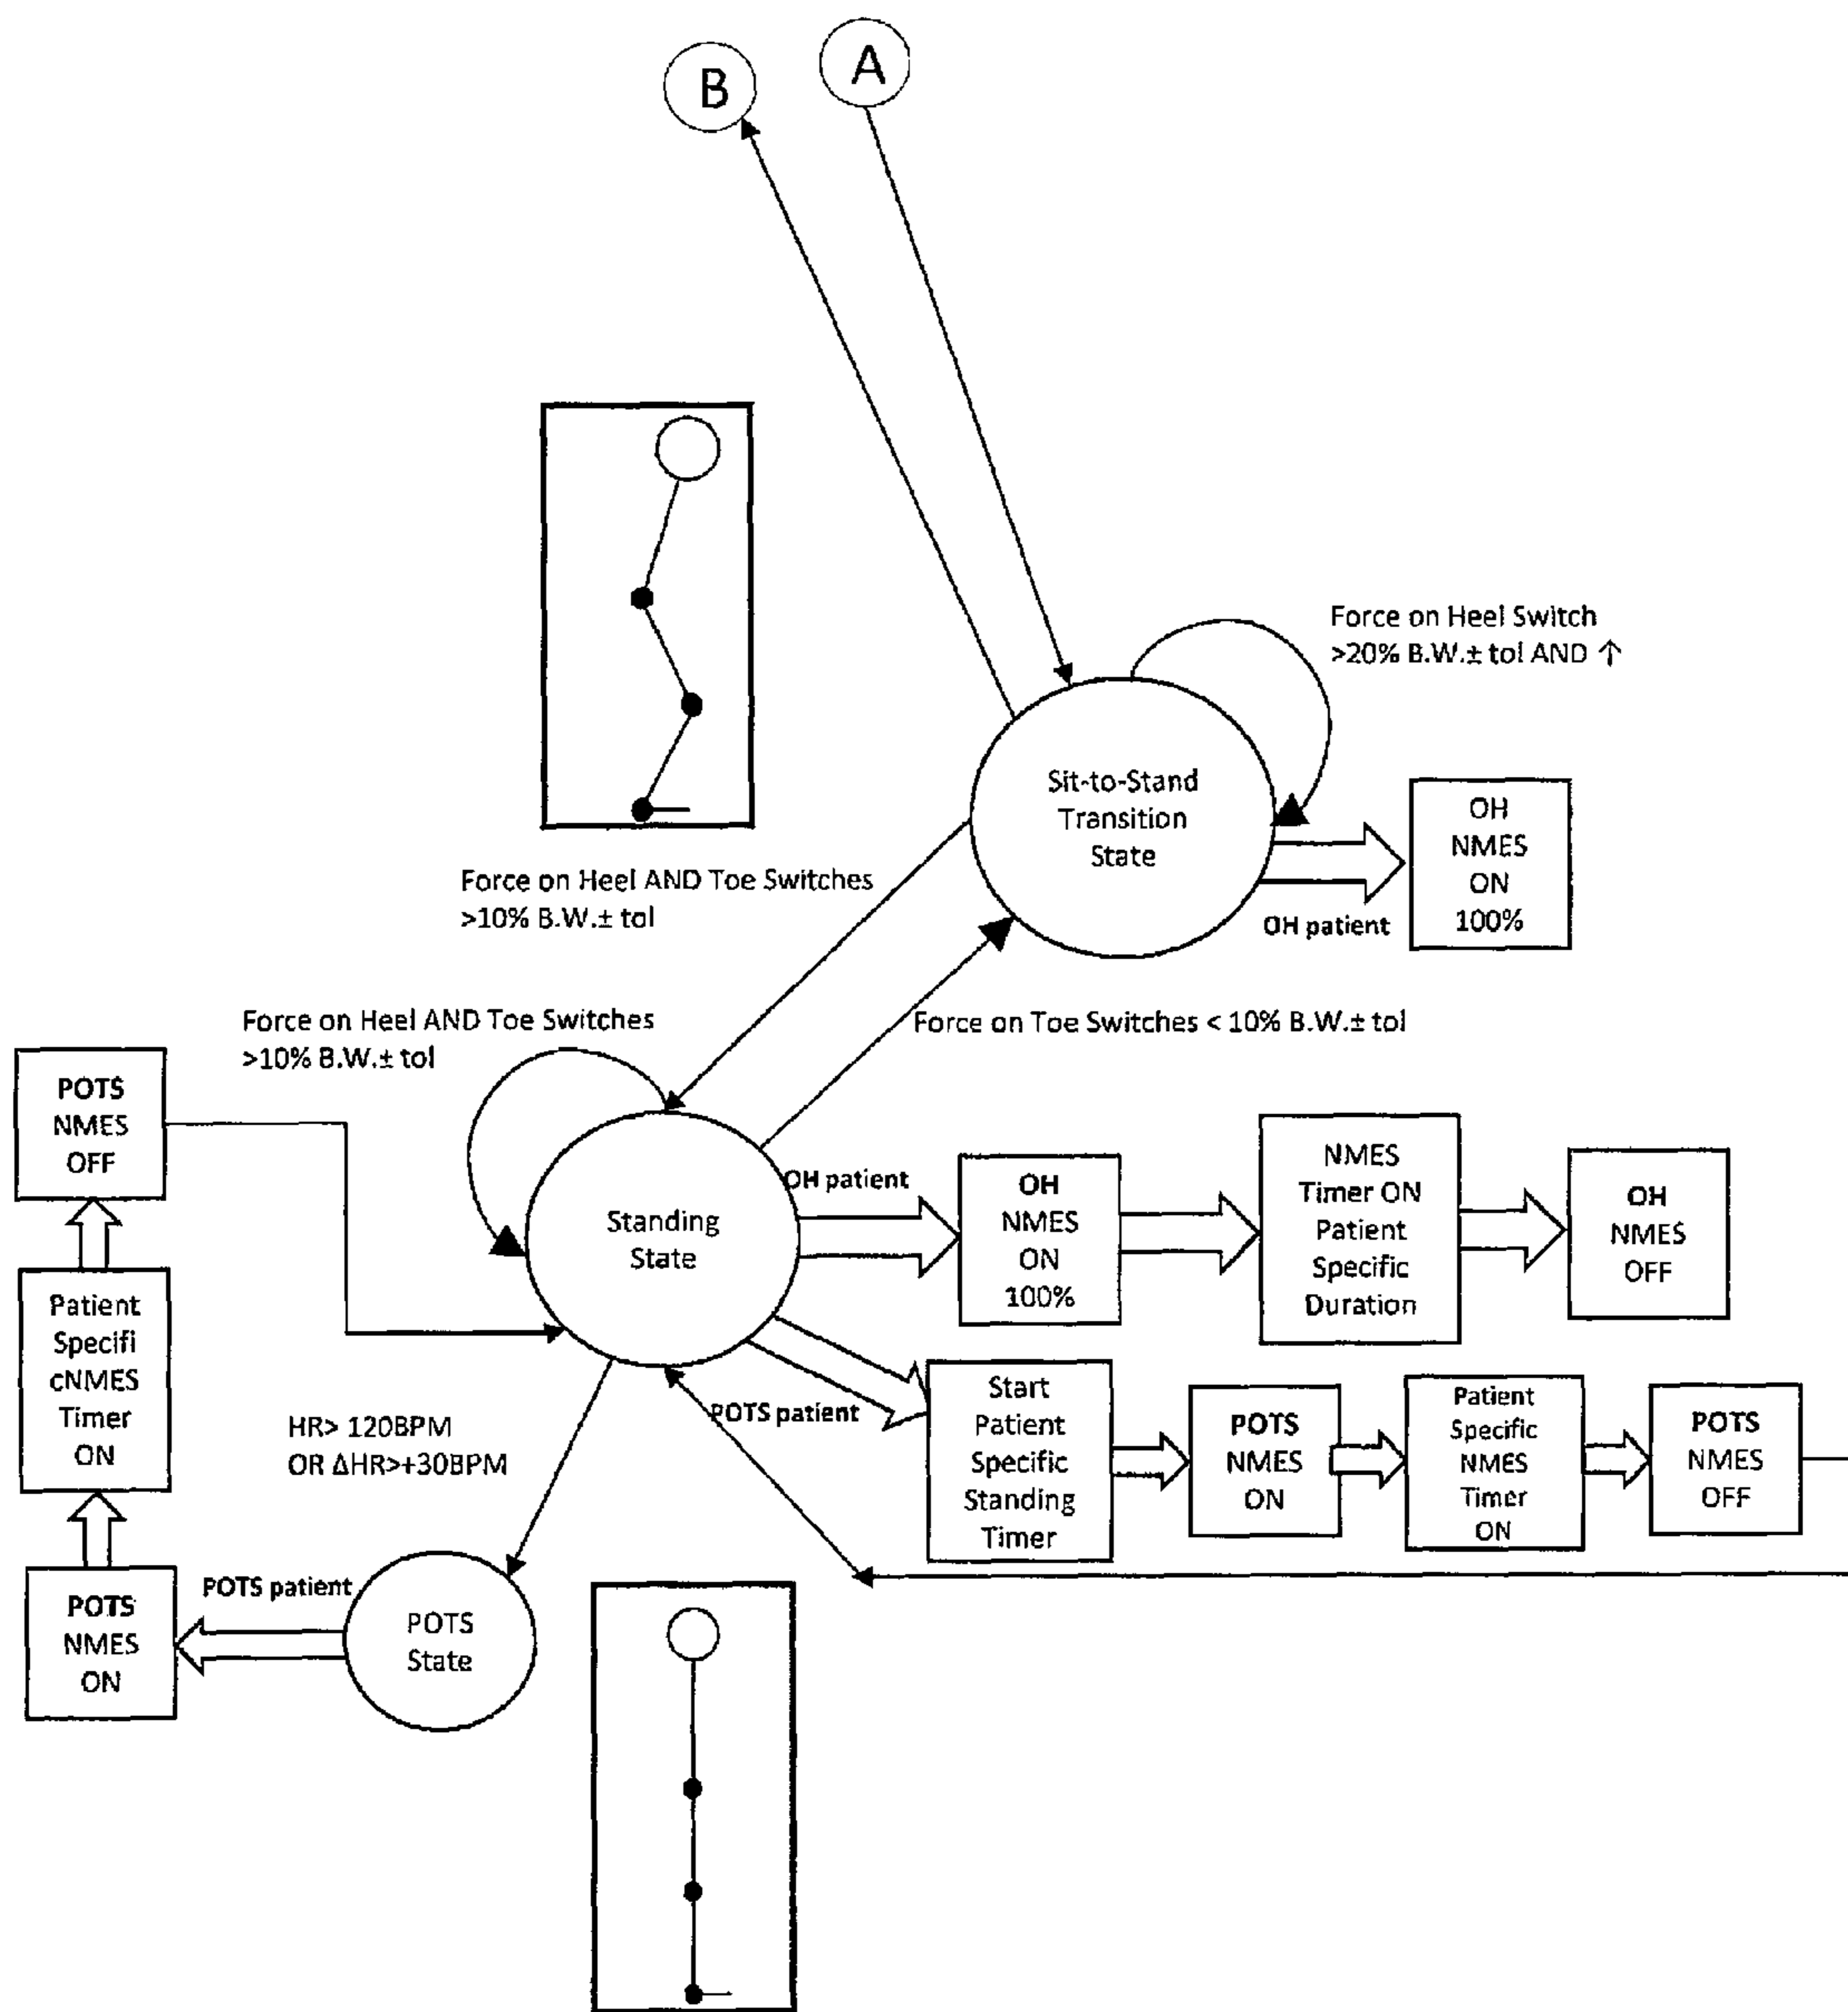 B
A
Force on Heel Switch
>20% B.W.± tol AND ↑
Sit-to-Stand
Transition
State
OH
NMES
ON
100%
OH patient
Force on Heel AND Toe Switches
>10% B.W.± tol
Force on Heel AND Toe Switches
>10% B.W.± tol
Force on Toe Switches < 10% B.W.± tol
POTS
NMES
OFF
Patient
Specifi
cNMES
Timer
ON
POTS
NMES
ON
POTS patient
POTS
State
HR> 120BPM
OR ΔHR>+30BPM
Standing
State
OH patient
OH
NMES
ON
100%
NMES
Timer ON
Patient
Specific
Duration
OH
NMES
OFF
POTS patient
Start
Patient
Specific
Standing
Timer
POTS
NMES
ON
Patient
Specific
NMES
Timer
ON
POTS
NMES
OFF